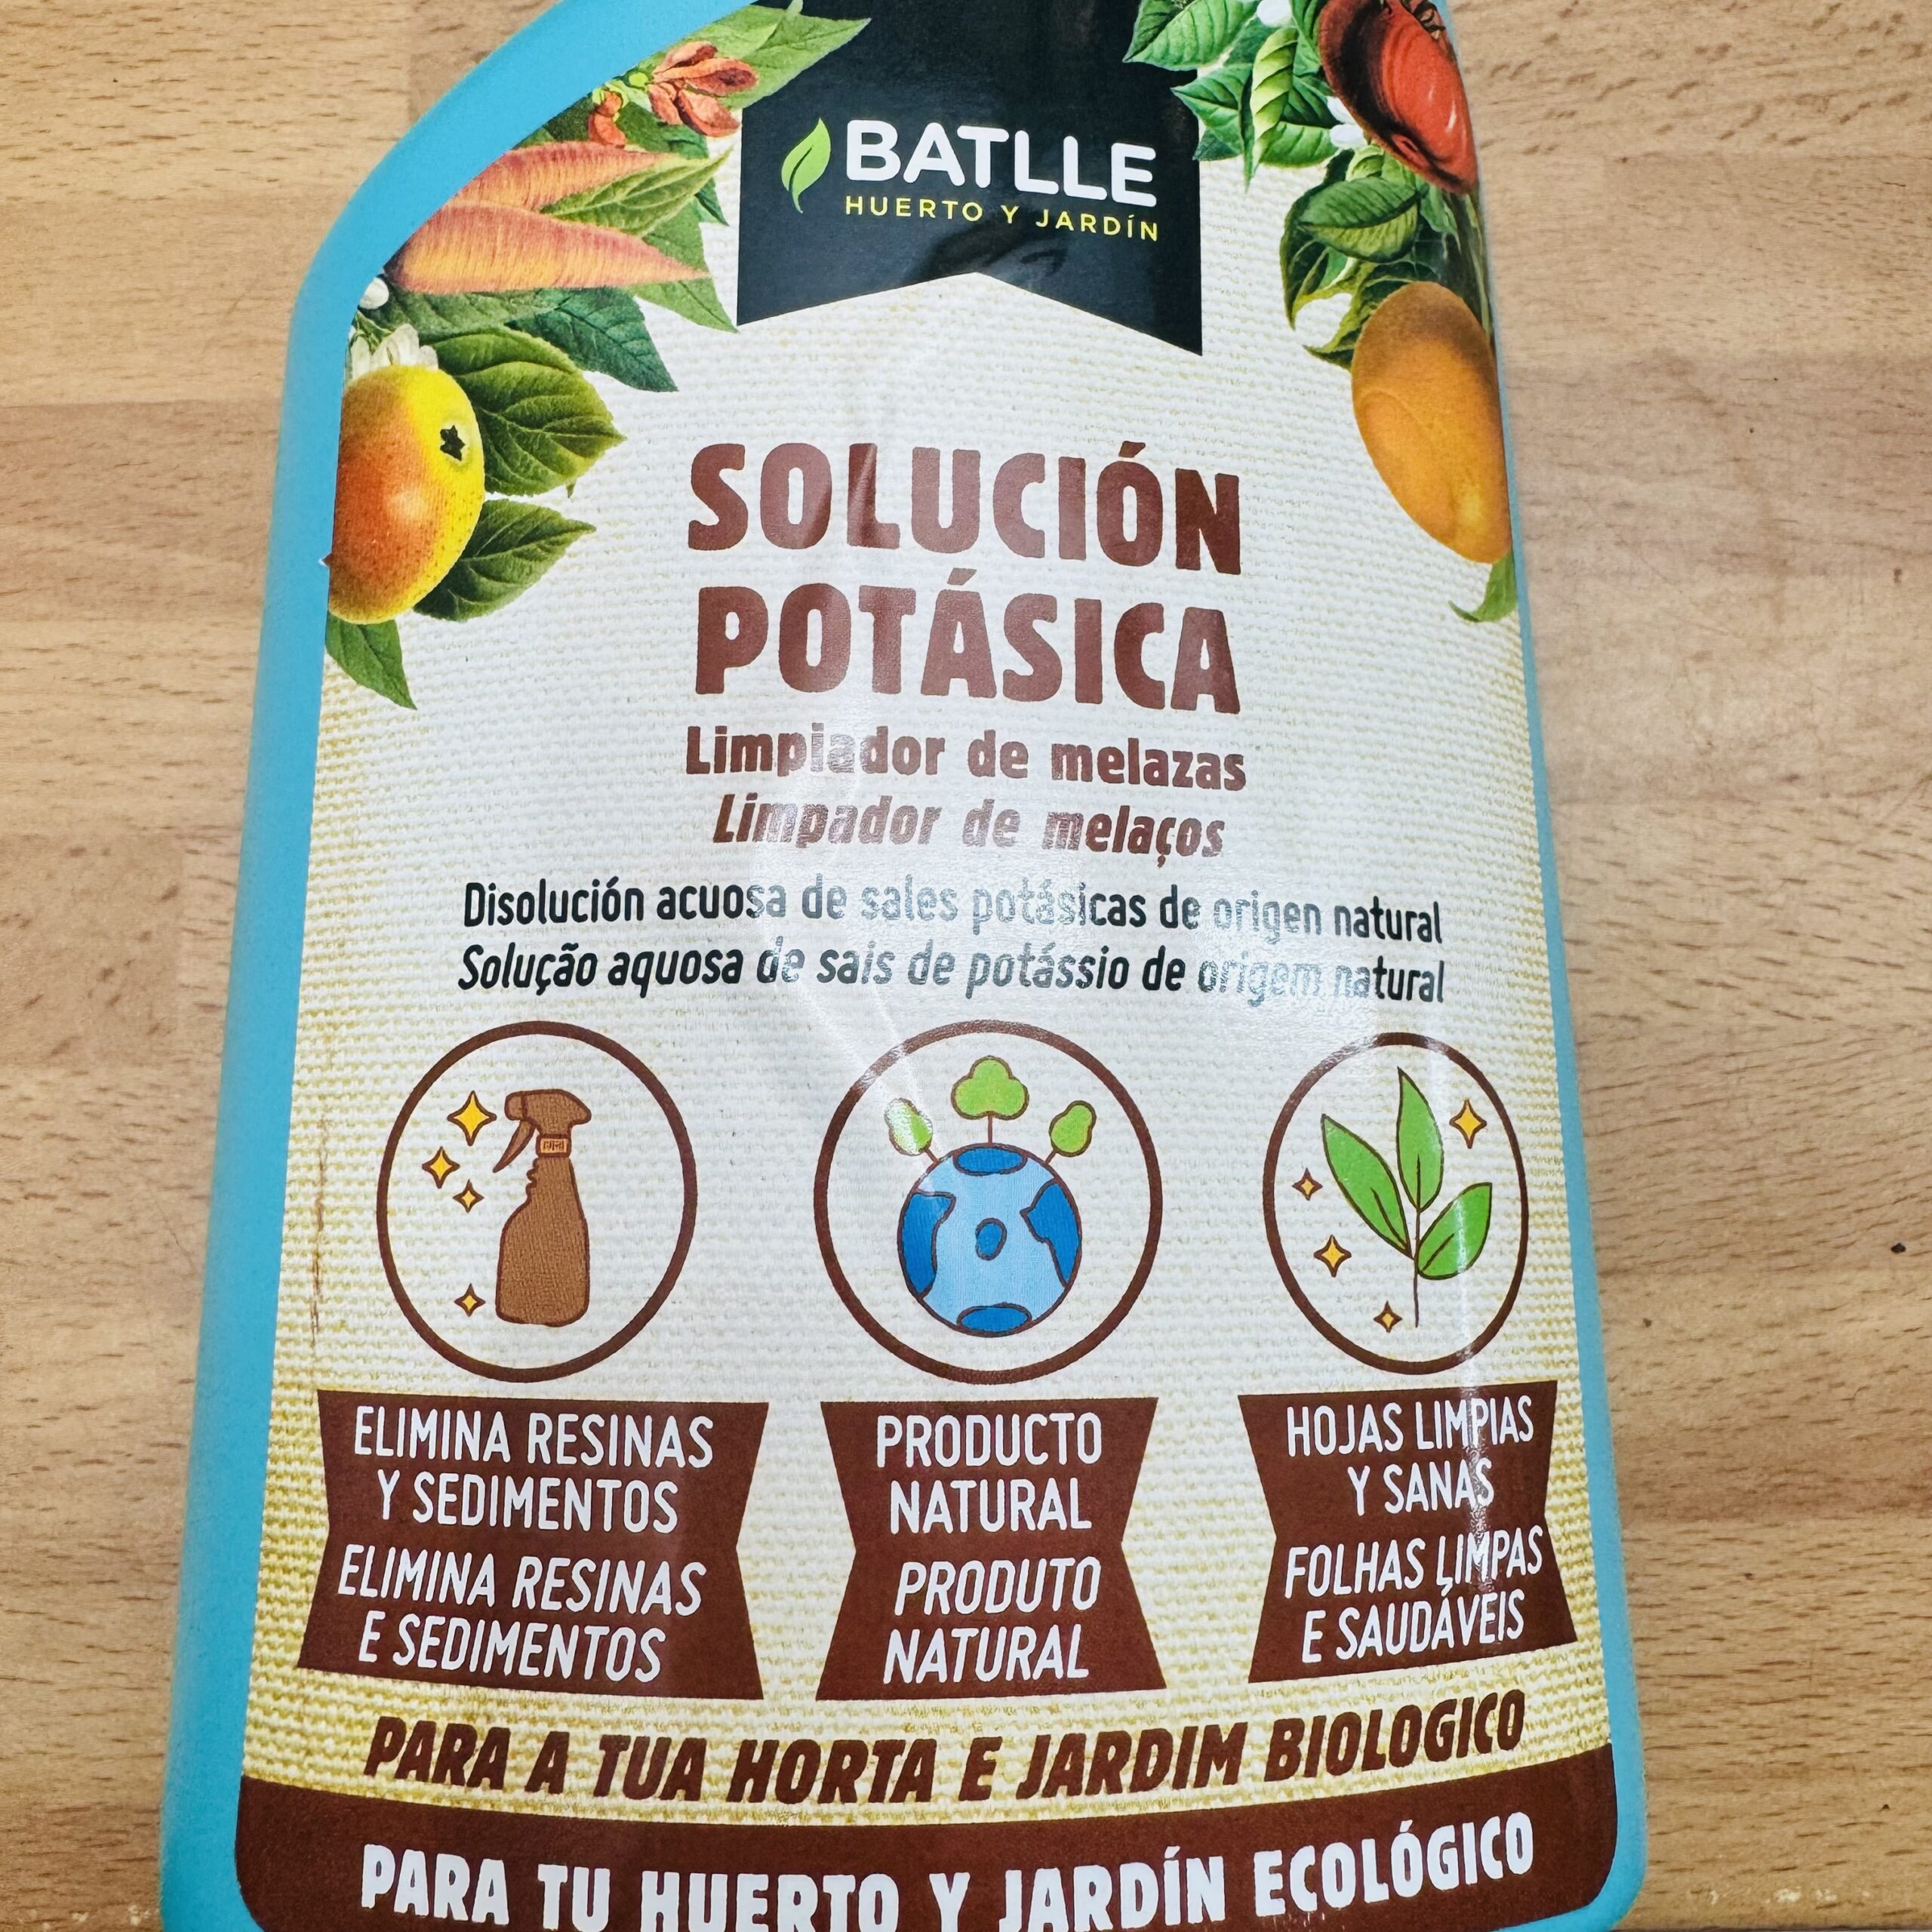 BATLLE
HUERTO Y JARDÍN
SOLUCIÓN
POTÁSICA
Limpiador de melazas
Limpador de melaços
Disolución acuosa de sales potásicas de origen natural
Solução aquosa de sais de potássio de origem natural
ELIMINA RESINAS
Y SEDIMENTOS
ELIMINA RESINAS
E SEDIMENTOS
PRODUCTO
NATURAL
PRODUTO
NATURAL
HOJAS LIMPIAS
Y SANAS
FOLHAS LIMPAS
E SAUDÁVEIS
PARA A TUA HORTA E JARDIM BIOLOGICO
PARA TU HUERTO Y JARDÍN ECOLÓGICO